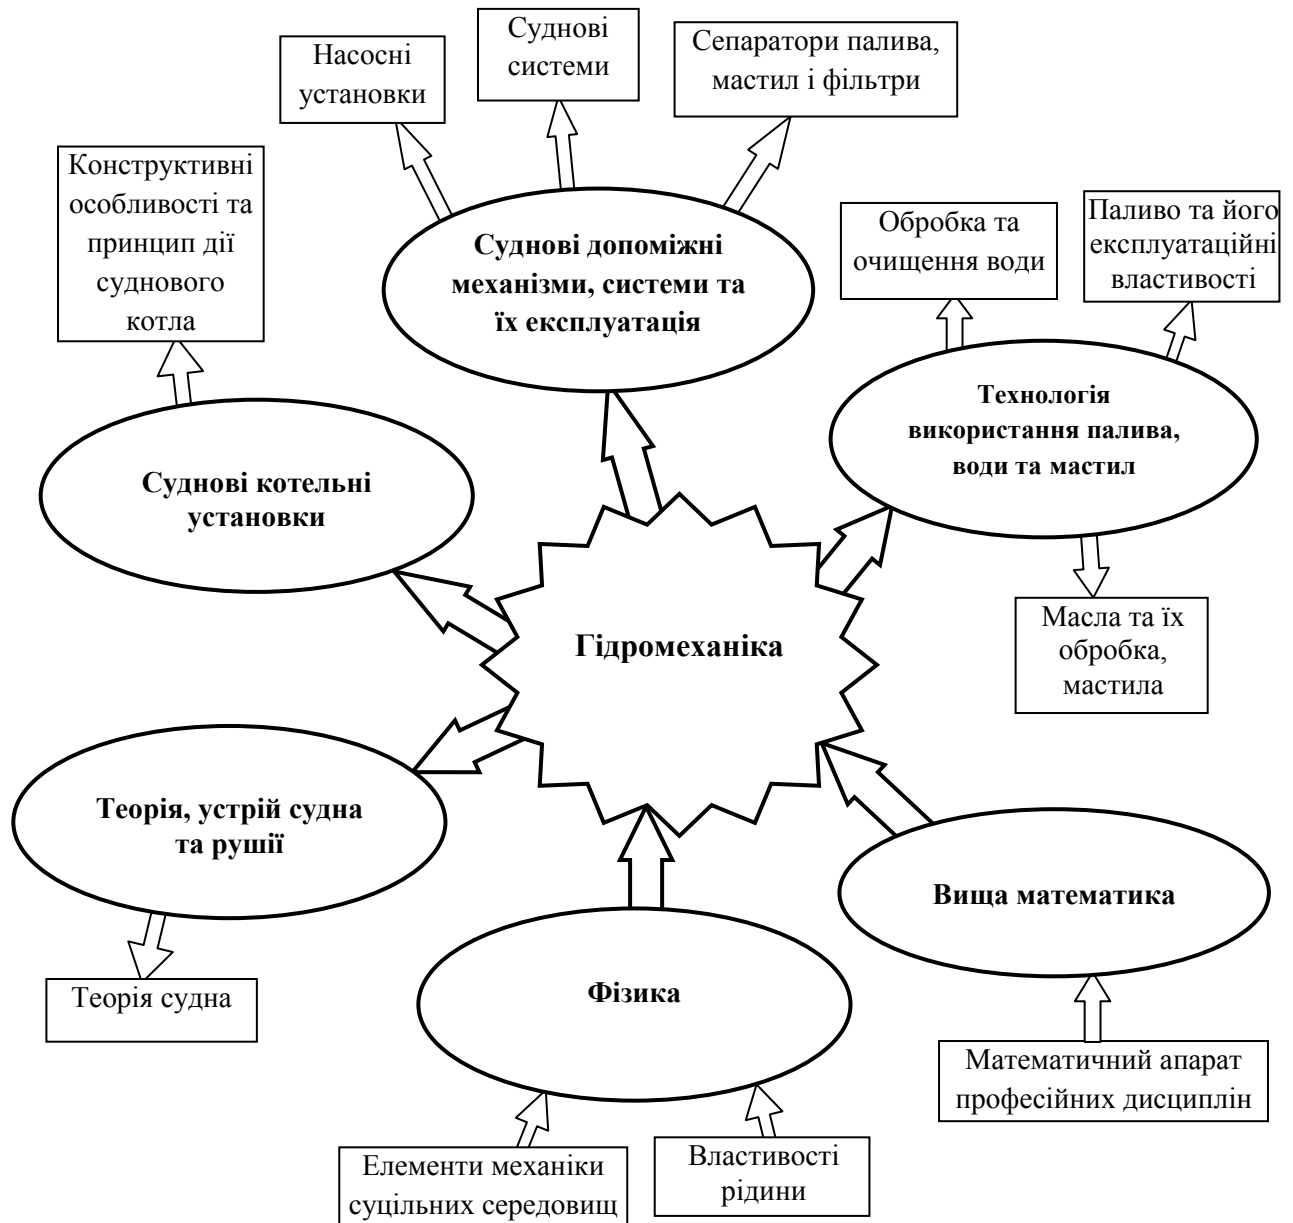 Насосні
установки
Суднові
системи
Сепаратори палива,
мастил і фільтри
Конструктивні
особливості та
принцип дії
суднового
котла
Суднові допоміжні
механізми, системи та
їх експлуатація
Обробка та
очищення води
Паливо та його
експлуатаційні
властивості
Технологія
використання палива,
води та мастил
Суднові котельні
установки
Гідромеханіка
Масла та їх
обробка,
мастила
Теорія, устрій судна
та рушії
Вища математика
Теорія судна
Фізика
Математичний апарат
професійних дисциплін
Елементи механіки
суцільних середовищ
Властивості
рідини